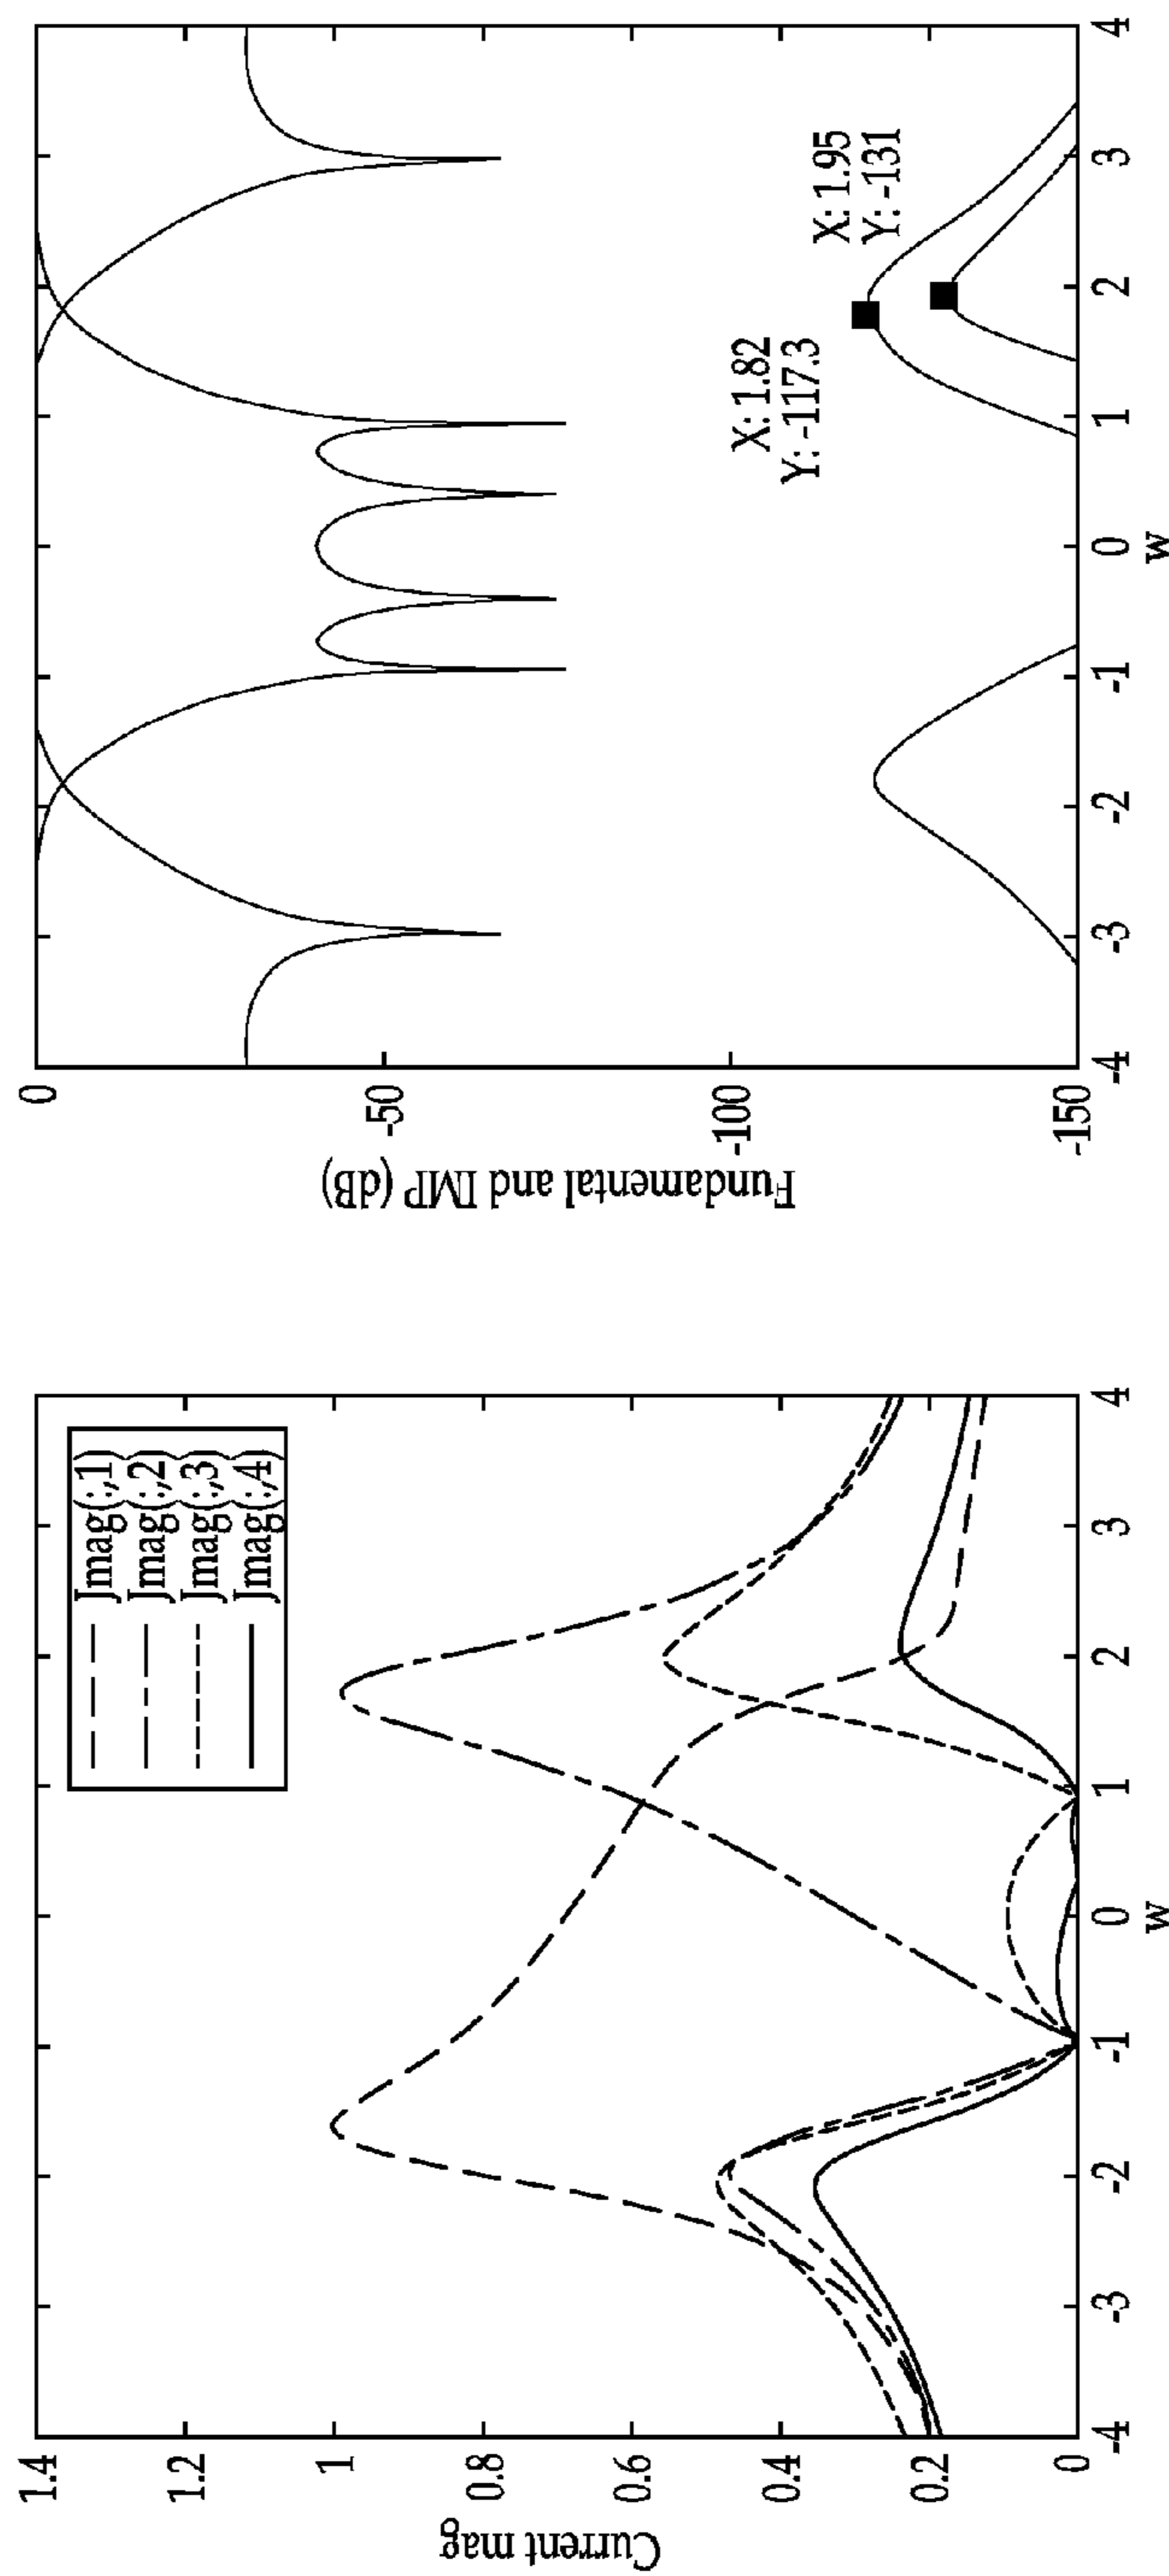 1.4
1.2
1
0.8
0.6
0.4
0.2
0
Current mag
-4
-3
-2
-1
0
1
2
3
4
w
Jmag(:,1)
Jmag(:,2)
Jmag(:,3)
Jmag(:,4)
0
-50
-100
-150
Fundamental and IMP (dB)
-4
-3
-2
-1
0
1
2
3
4
w
X: 1.82
Y: -117.3
X: 1.95
Y: -131